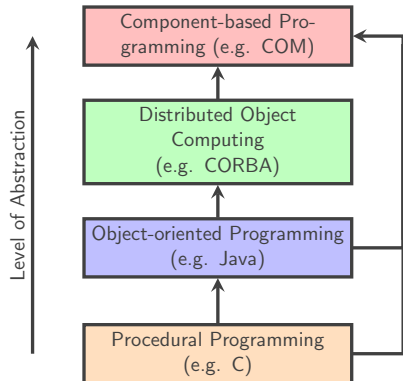 Component-based Pro-
gramming (e.g. COM)
Distributed Object
Computing
(e.g. CORBA)
Object-oriented Programming
(e.g. Java)
Procedural Programming
(e.g. C)
Level of Abstraction